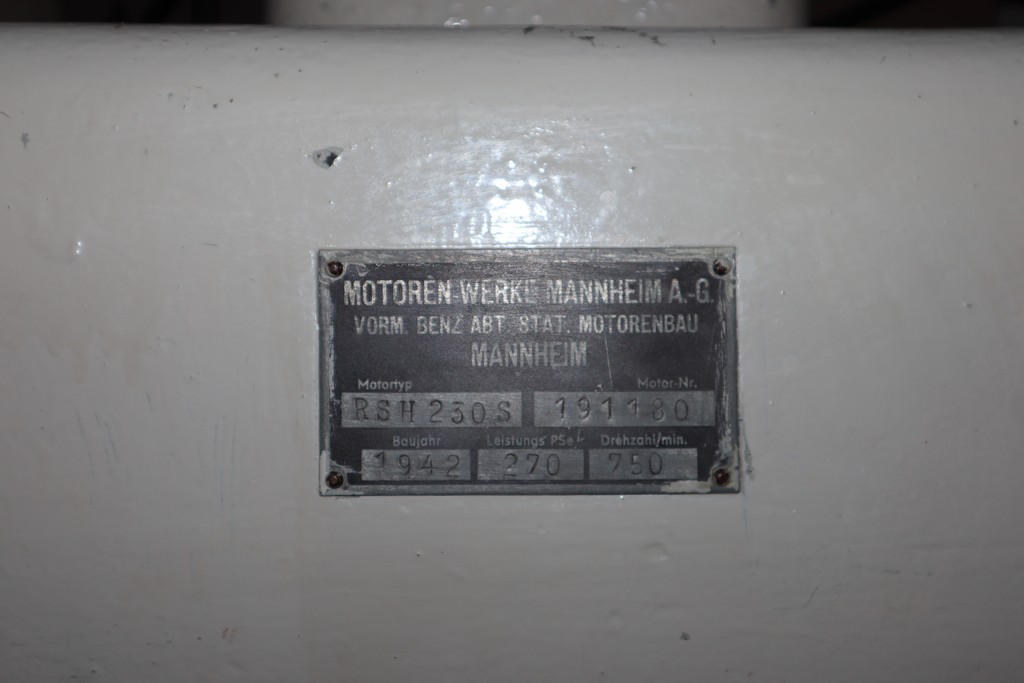 MOTOREN-WERKE MANNHEIM A.-G.
VORM. BENZ ABT. STAT. MOTORENBAU
MANNHEIM
Motortyp Motor-Nr.
RSH 230 S 191180
Baujahr Leistungs PSe Drehzahl/min.
1942 270 750